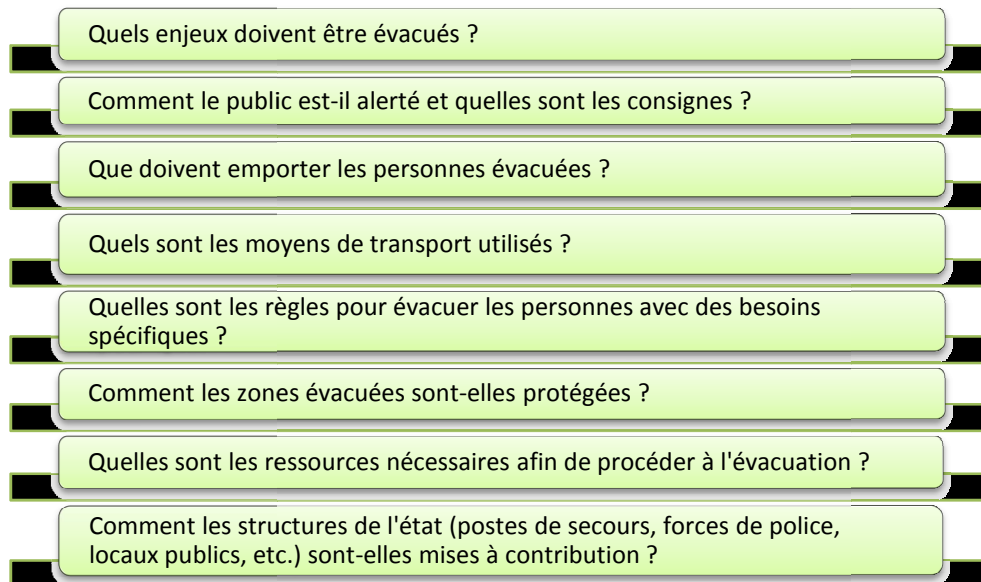 Quels enjeux doivent être évacués ?
Comment le public est-il alerté et quelles sont les consignes ?
Que doivent emporter les personnes évacuées ?
Quels sont les moyens de transport utilisés ?
Quelles sont les règles pour évacuer les personnes avec des besoins
spécifiques ?
Comment les zones évacuées sont-elles protégées ?
Quelles sont les ressources nécessaires afin de procéder à l'évacuation ?
Comment les structures de l'état (postes de secours, forces de police,
locaux publics, etc.) sont-elles mises à contribution ?